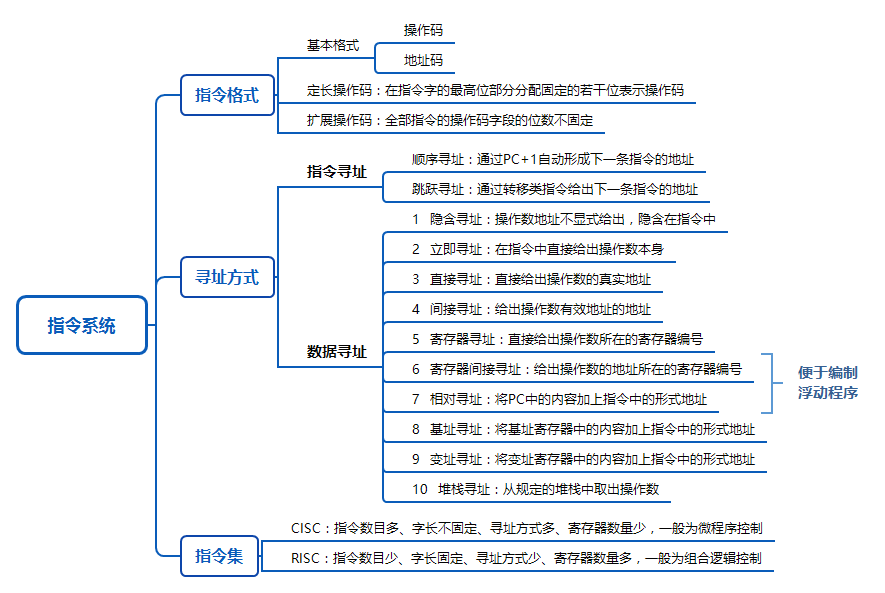 指令系统
指令格式
基本格式
操作码
地址码
定长操作码：在指令字的最高位部分分配固定的若干位表示操作码
扩展操作码：全部指令的操作码字段的位数不固定
寻址方式
指令寻址
顺序寻址：通过PC+1自动形成下一条指令的地址
跳跃寻址：通过转移类指令给出下一条指令的地址
数据寻址
1 隐含寻址：操作数地址不显式给出，隐含在指令中
2 立即寻址：在指令中直接给出操作数本身
3 直接寻址：直接给出操作数的真实地址
4 间接寻址：给出操作数有效地址的地址
5 寄存器寻址：直接给出操作数所在的寄存器编号
6 寄存器间接寻址：给出操作数的地址所在的寄存器编号
7 相对寻址：将PC中的内容加上指令中的形式地址
便于编制
浮动程序
8 基址寻址：将基址寄存器中的内容加上指令中的形式地址
9 变址寻址：将变址寄存器中的内容加上指令中的形式地址
10 堆栈寻址：从规定的堆栈中取出操作数
指令集
CISC：指令数目多、字长不固定、寻址方式多、寄存器数量少，一般为微程序控制
RISC：指令数目少、字长固定、寻址方式少、寄存器数量多，一般为组合逻辑控制